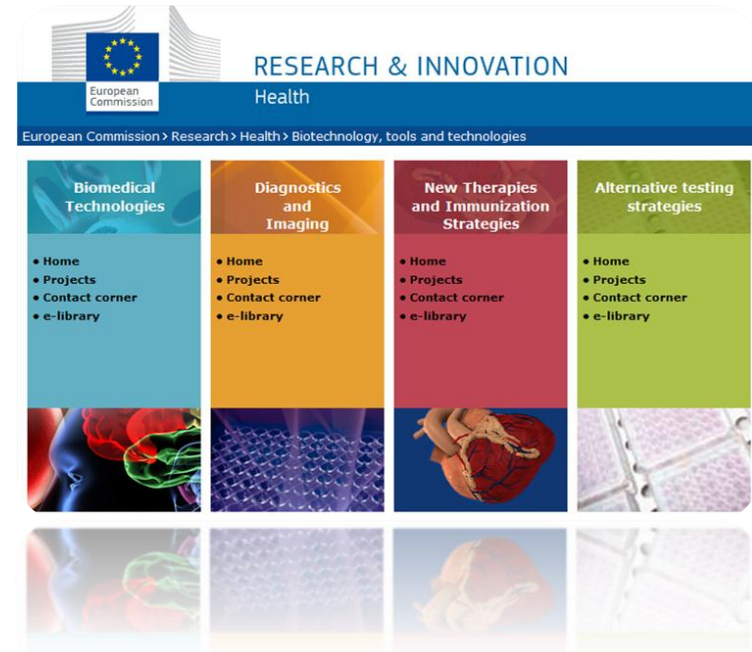 European
Commission
RESEARCH & INNOVATION
Health
European Commission > Research > Health > Biotechnology, tools and technologies
Biomedical
Technologies
• Home
• Projects
• Contact corner
• e-library
Diagnostics
and
Imaging
• Home
• Projects
• Contact corner
• e-library
New Therapies
and Immunization
Strategies
• Home
• Projects
• Contact corner
• e-library
Alternative testing
strategies
• Home
• Projects
• Contact corner
• e-library